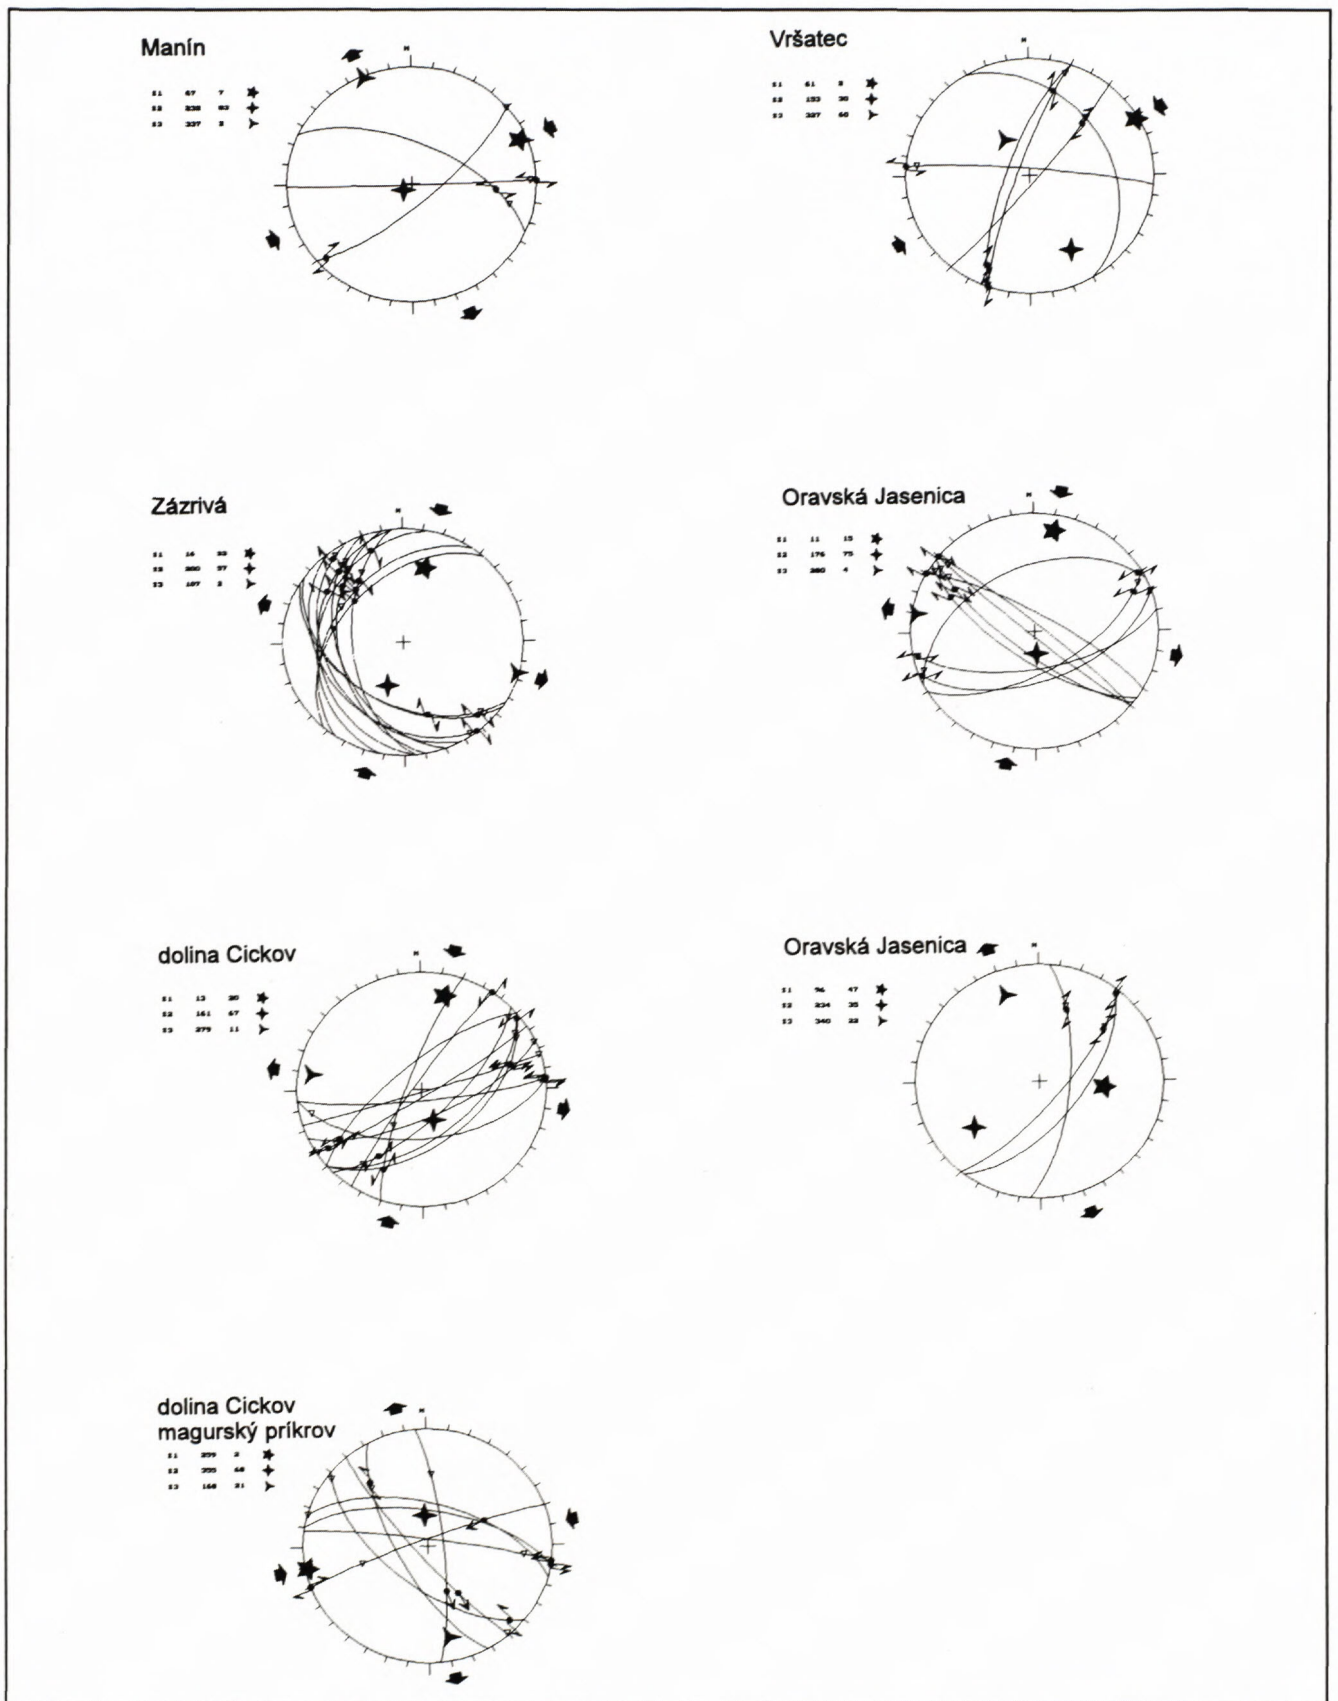 Manín
N
S1 67 7
S2 238 83
S3 337 2
Vršatec
N
S1 61 8
S2 153 30
S3 327 60
Zázrivá
N
S1 16 33
S2 200 57
S3 107 2
Oravská Jasenica
N
S1 11 15
S2 176 75
S3 280 4
dolina Cickov
N
S1 13 20
S2 161 67
S3 279 11
Oravská Jasenica
N
S1 96 47
S2 234 35
S3 340 22
dolina Cickov
magurský príkrov
N
S1 259 2
S2 355 68
S3 168 21